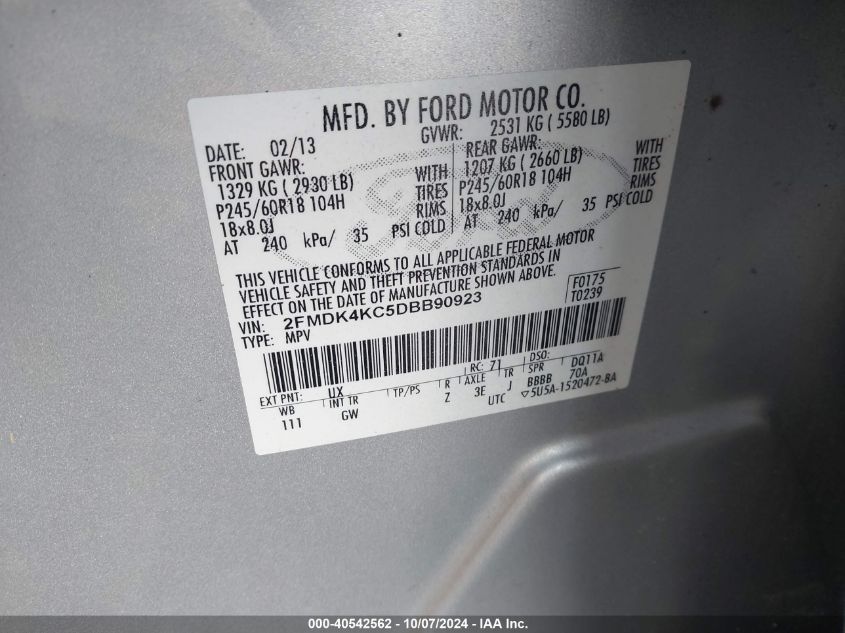 MFD. BY FORD MOTOR CO.
DATE: 02/13 GVWR: 2531 KG ( 5580 LB)
FRONT GAWR: REAR GAWR:
1329 KG ( 2930 LB) WITH 1207 KG ( 2660 LB) WITH
P245/60R18 104H TIRES P245/60R18 104H TIRES
18x8.0J RIMS 18x8.0J RIMS
AT 240 kPa/ 35 PSI COLD AT 240 kPa/ 35 PSI COLD
Ford
THIS VEHICLE CONFORMS TO ALL APPLICABLE FEDERAL MOTOR
VEHICLE SAFETY AND THEFT PREVENTION STANDARDS IN
EFFECT ON THE DATE OF MANUFACTURE SHOWN ABOVE.
VIN: 2FMDK4KC5DBB90923 F0175
TYPE: MPV T0239
EXT PNT: UX RC: 71 DSO:
WB INT TR TP/PS R AXLE TR SPR DQ11A
111 GW Z 3E J BBBB 70A
UTC ▽5U5A-1520472-BA
000-40542562 - 10/07/2024 - IAA Inc.